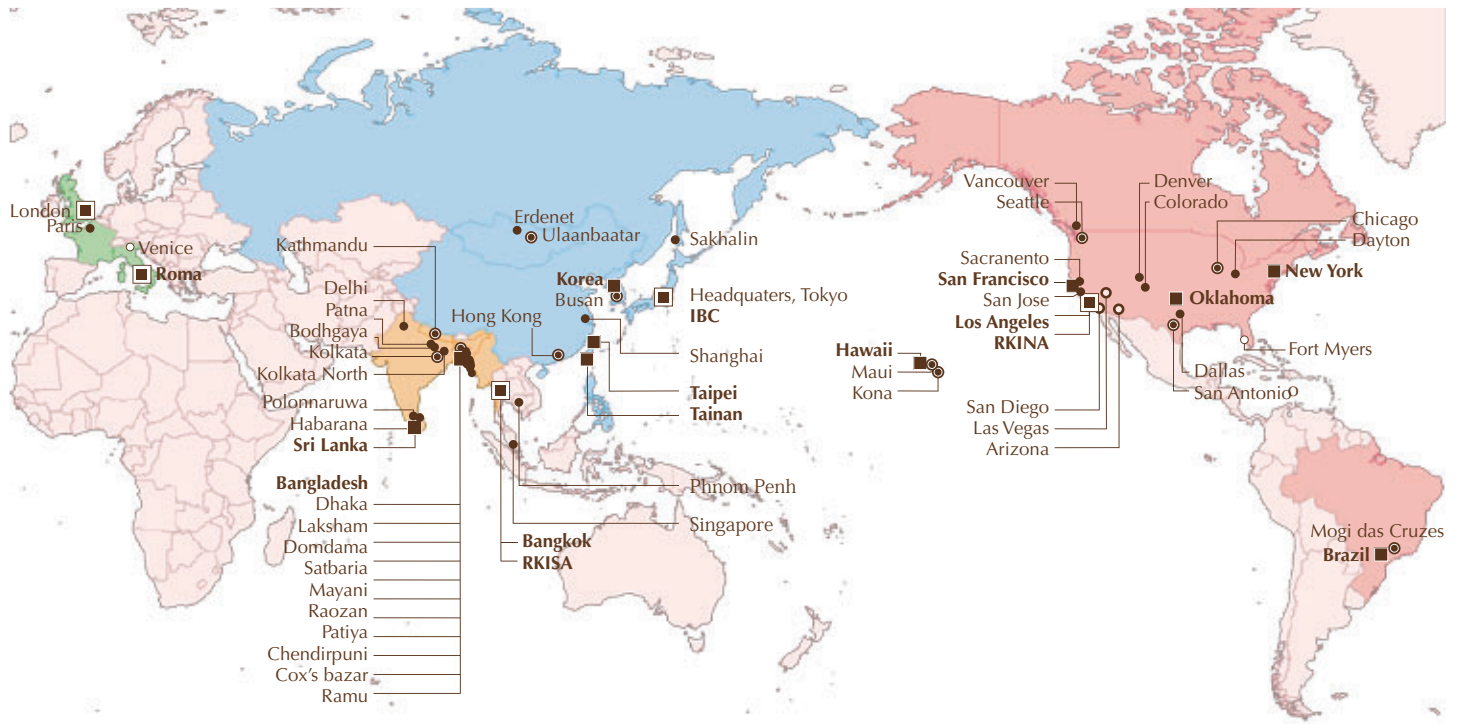 London
Paris
Venice
Roma
Kathmandu
Delhi
Patna
Bodhgaya
Kolkata
Kolkata North
Polonnaruwa
Habarana
Sri Lanka
Bangladesh
Dhaka
Laksham
Domdama
Satbaria
Mayani
Raozan
Patiya
Chendirpuni
Cox's bazar
Ramu
Erdenet
Ulaanbaatar
Sakhalin
Korea
Busan
Headquaters, Tokyo
IBC
Hong Kong
Shanghai
Taipei
Tainan
Phnom Penh
Singapore
Bangkok
RKISA
Hawaii
Maui
Kona
Vancouver
Seattle
Sacranento
San Francisco
San Jose
Los Angeles
RKINA
San Diego
Las Vegas
Arizona
Denver
Colorado
Chicago
Dayton
New York
Oklahoma
Fort Myers
Dallas
San Antonio
Mogi das Cruzes
Brazil